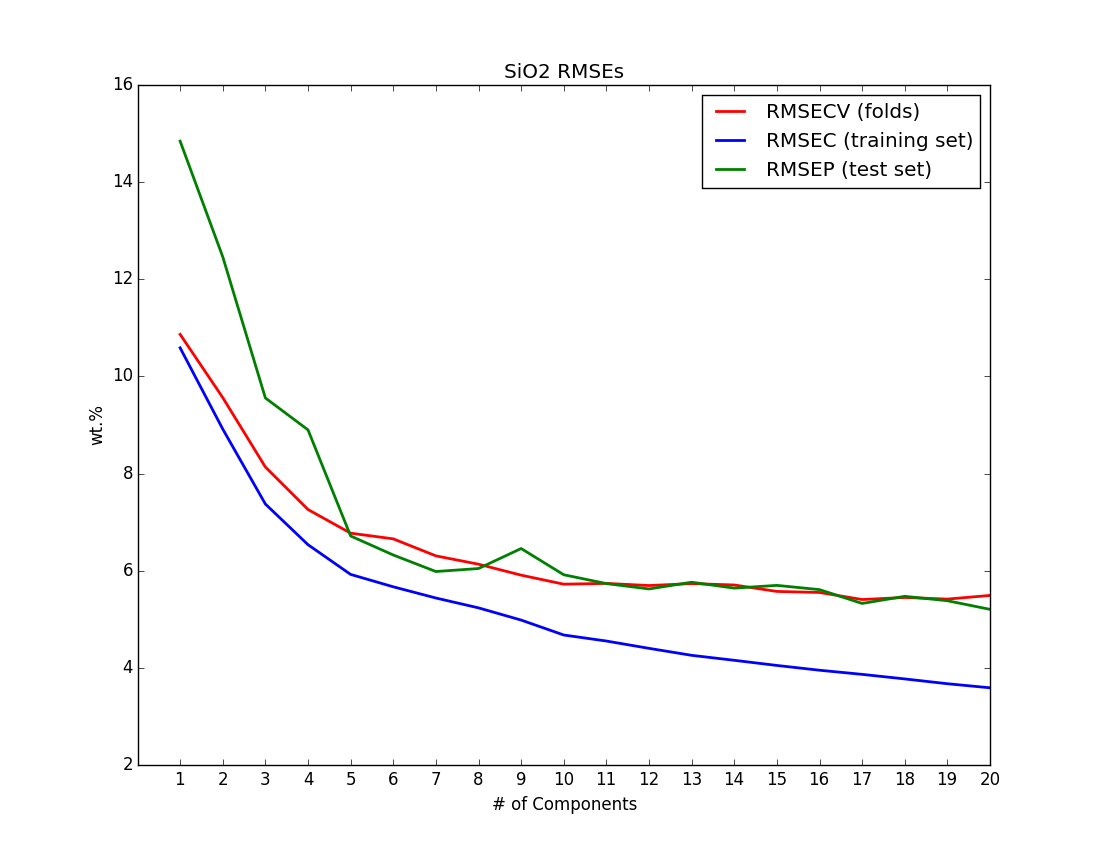 SiO2 RMSEs
16
14
12
10
8
6
4
2
wt.%
RMSECV (folds)
RMSEC (training set)
RMSEP (test set)
1 2 3 4 5 6 7 8 9 10 11 12 13 14 15 16 17 18 19 20
# of Components